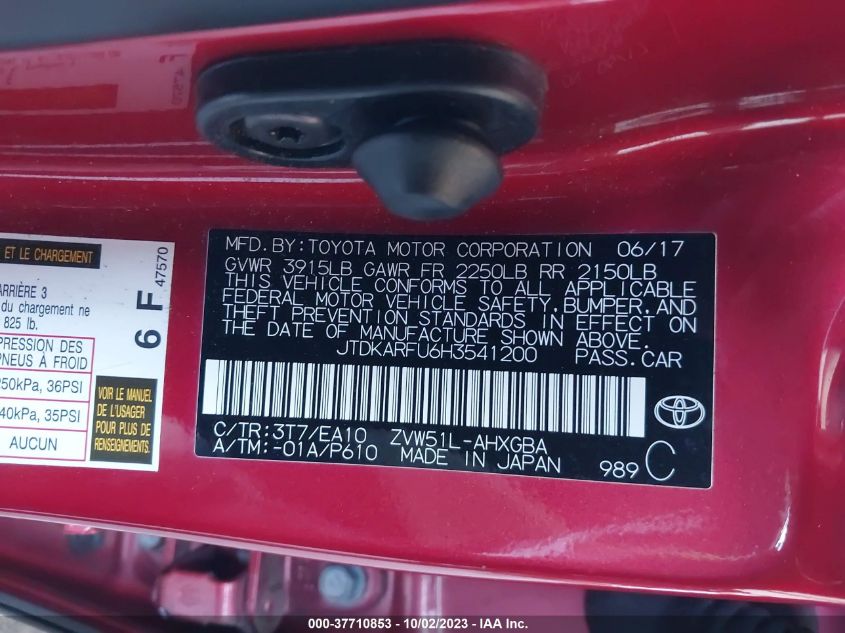 ET LE CHARGEMENT
ARRIÈRE 3
du chargement ne
825 lb.
PRESSION DES
PNEUS À FROID
250kPa, 36PSI
240kPa, 35PSI
AUCUN
VOIR LE MANUEL
DE L'USAGER
POUR PLUS DE
RENSEIGNEMENTS.
6 F 47570
MFD.BY:TOYOTA MOTOR CORPORATION 06/17
GVWR 3915LB GAWR FR 2250LB RR 2150LB
THIS VEHICLE CONFORMS TO ALL APPLICABLE
FEDERAL MOTOR VEHICLE SAFETY, BUMPER, AND
THEFT PREVENTION STANDARDS IN EFFECT ON
THE DATE OF MANUFACTURE SHOWN ABOVE.
JTDKARFU6H3541200 PASS.CAR
C/TR:3T7/EA10 ZVW51L-AHXGBA
A/TM:-01A/P610 MADE IN JAPAN 989 C
000-37710853 - 10/02/2023 - IAA Inc.